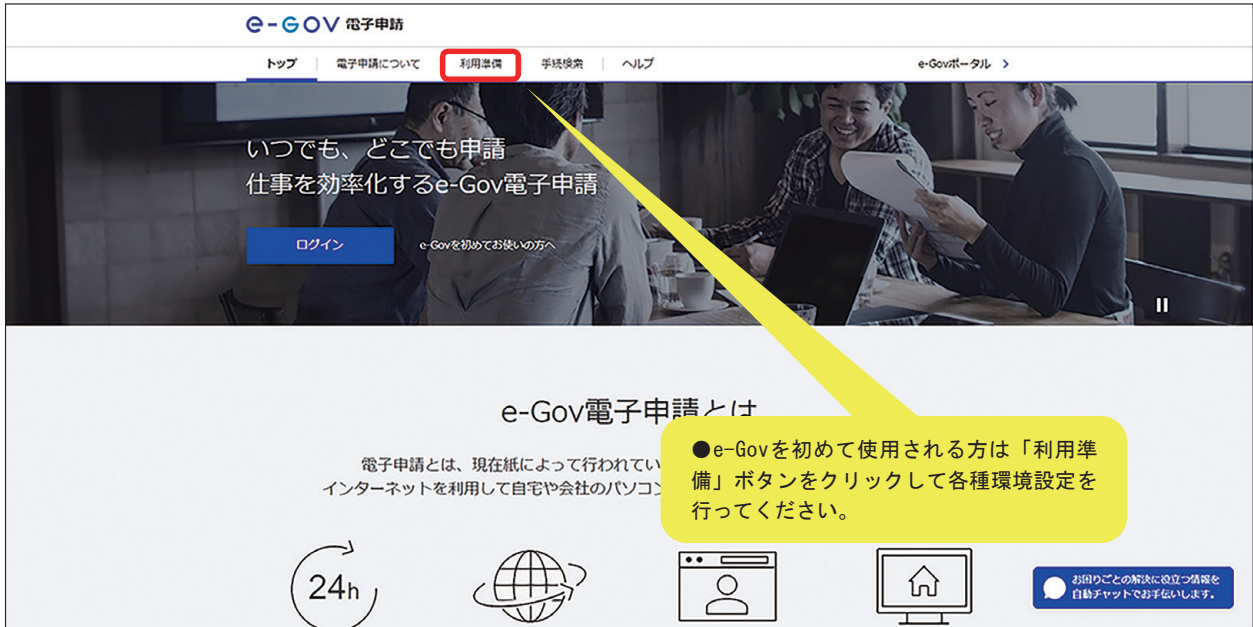 e-GOV 電子申請
トップ 電子申請について 利用準備 手続検索 ヘルプ e-Govポータル
いつでも、どこでも申請
仕事を効率化するe-Gov電子申請
ログイン e-Govを初めてお使いの方へ
e-Gov電子申請とは
電子申請とは、現在紙によって行われてい
インターネットを利用して自宅や会社のパソコン
●e-Govを初めて使用される方は「利用準
備」ボタンをクリックして各種環境設定を
行ってください。
24h
お困りごとの解決に役立つ情報を
自動チャットでお手伝いします。